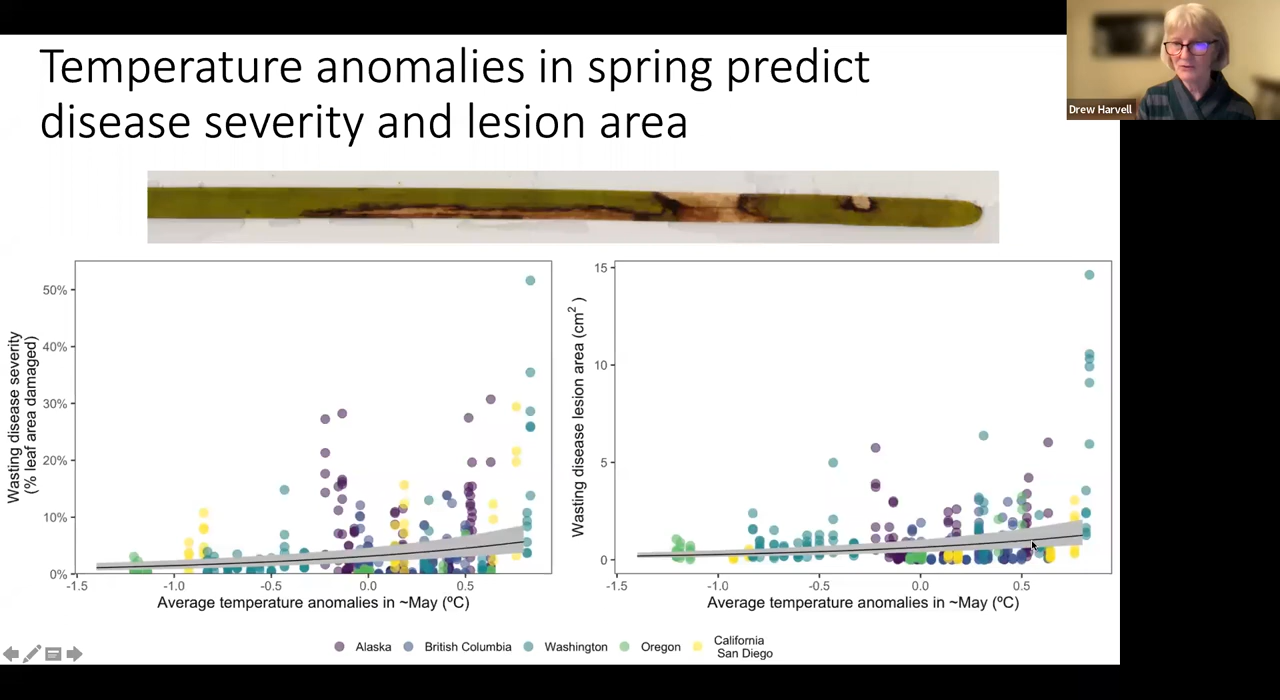 Temperature anomalies in spring predict
disease severity and lesion area
Drew Harvell
Wasting disease severity
(% leaf area damaged)
50%
40%
30%
20%
10%
0%
-1.5
-1.0
-0.5
0.0
0.5
Average temperature anomalies in ~May (ºC)
Wasting disease lesion area (cm2)
15
10
5
0
-1.5
-1.0
-0.5
0.0
0.5
Average temperature anomalies in ~May (ºC)
Alaska
British Columbia
Washington
Oregon
California
San Diego